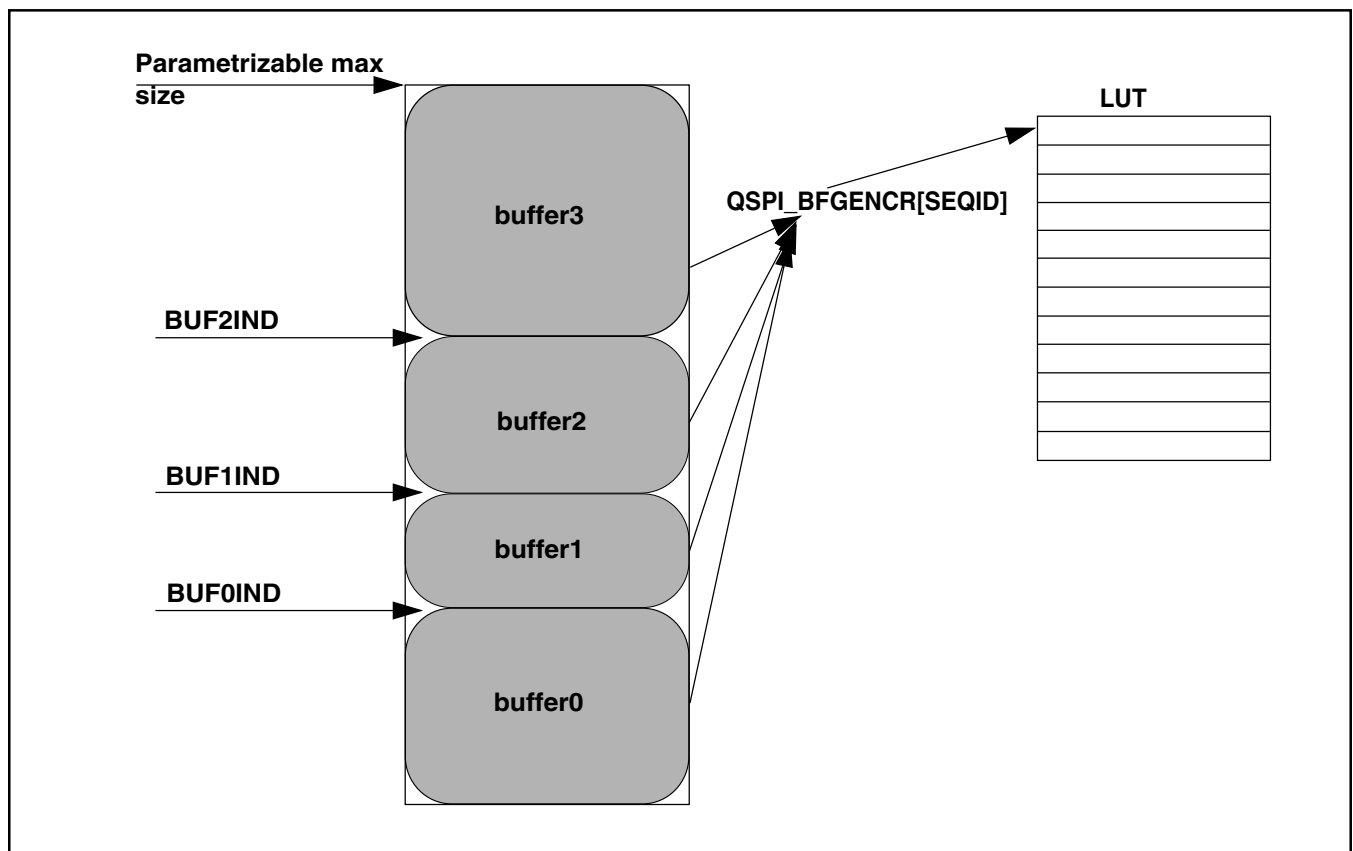 Parametrizable max
size
LUT
buffer3
QSPI_BFGENCR[SEQID]
BUF2IND
buffer2
BUF1IND
buffer1
BUF0IND
buffer0